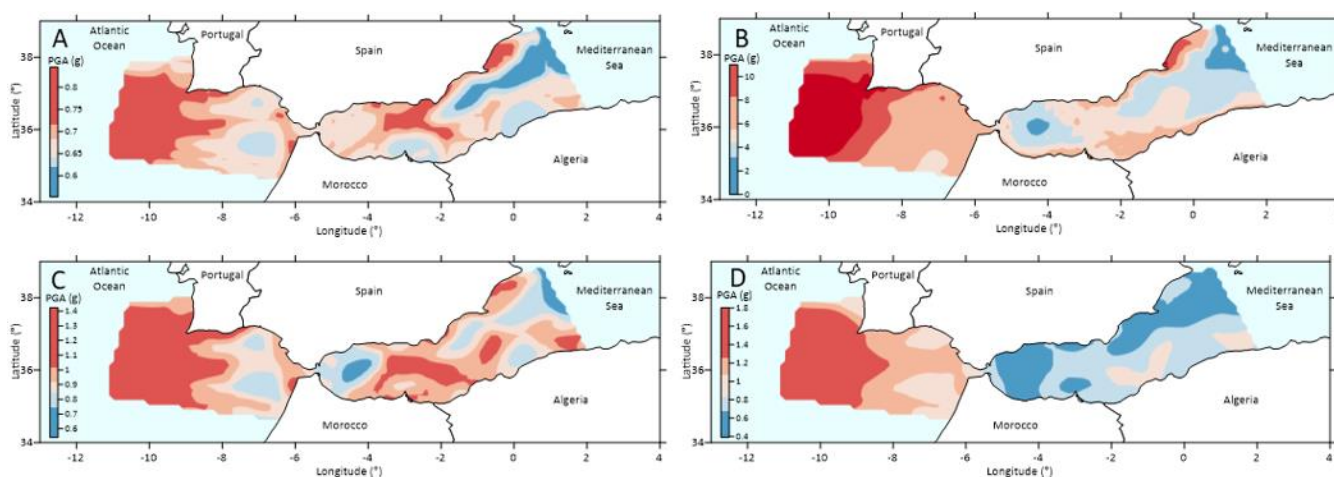 A
Atlantic
Ocean
Portugal
Spain
Mediterranean
Sea
PGA (g)
0.8
0.75
0.7
0.65
0.6
Morocco
Algeria
Latitude (°)
38
36
34
-12 -10 -8 -6 -4 -2 0 2 4
Longitude (°)
B
Atlantic
Ocean
Portugal
Spain
Mediterranean
Sea
PGA (g)
10
8
6
4
2
0
Morocco
Algeria
Latitude (°)
38
36
34
-12 -10 -8 -6 -4 -2 0 2 4
Longitude (°)
C
Atlantic
Ocean
Portugal
Spain
Mediterranean
Sea
PGA (g)
1.4
1.3
1.2
1.1
1
0.9
0.8
0.7
0.6
Morocco
Algeria
Latitude (°)
38
36
34
-12 -10 -8 -6 -4 -2 0 2 4
Longitude (°)
D
Atlantic
Ocean
Portugal
Spain
Mediterranean
Sea
PGA (g)
1.8
1.6
1.4
1.2
1
0.8
0.6
0.4
Morocco
Algeria
Latitude (°)
38
36
34
-12 -10 -8 -6 -4 -2 0 2 4
Longitude (°)